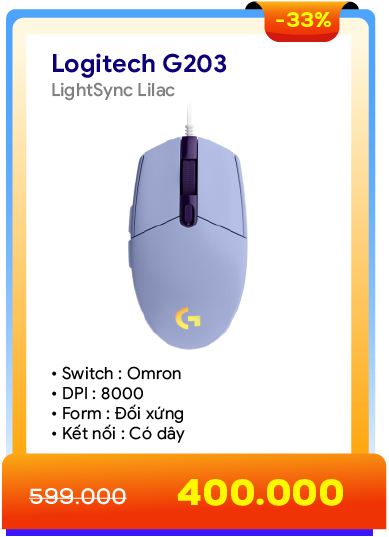 -33%
Logitech G203
LightSync Lilac
• Switch : Omron
• DPI : 8000
• Form : Đối xứng
• Kết nối : Có dây
599.000 400.000